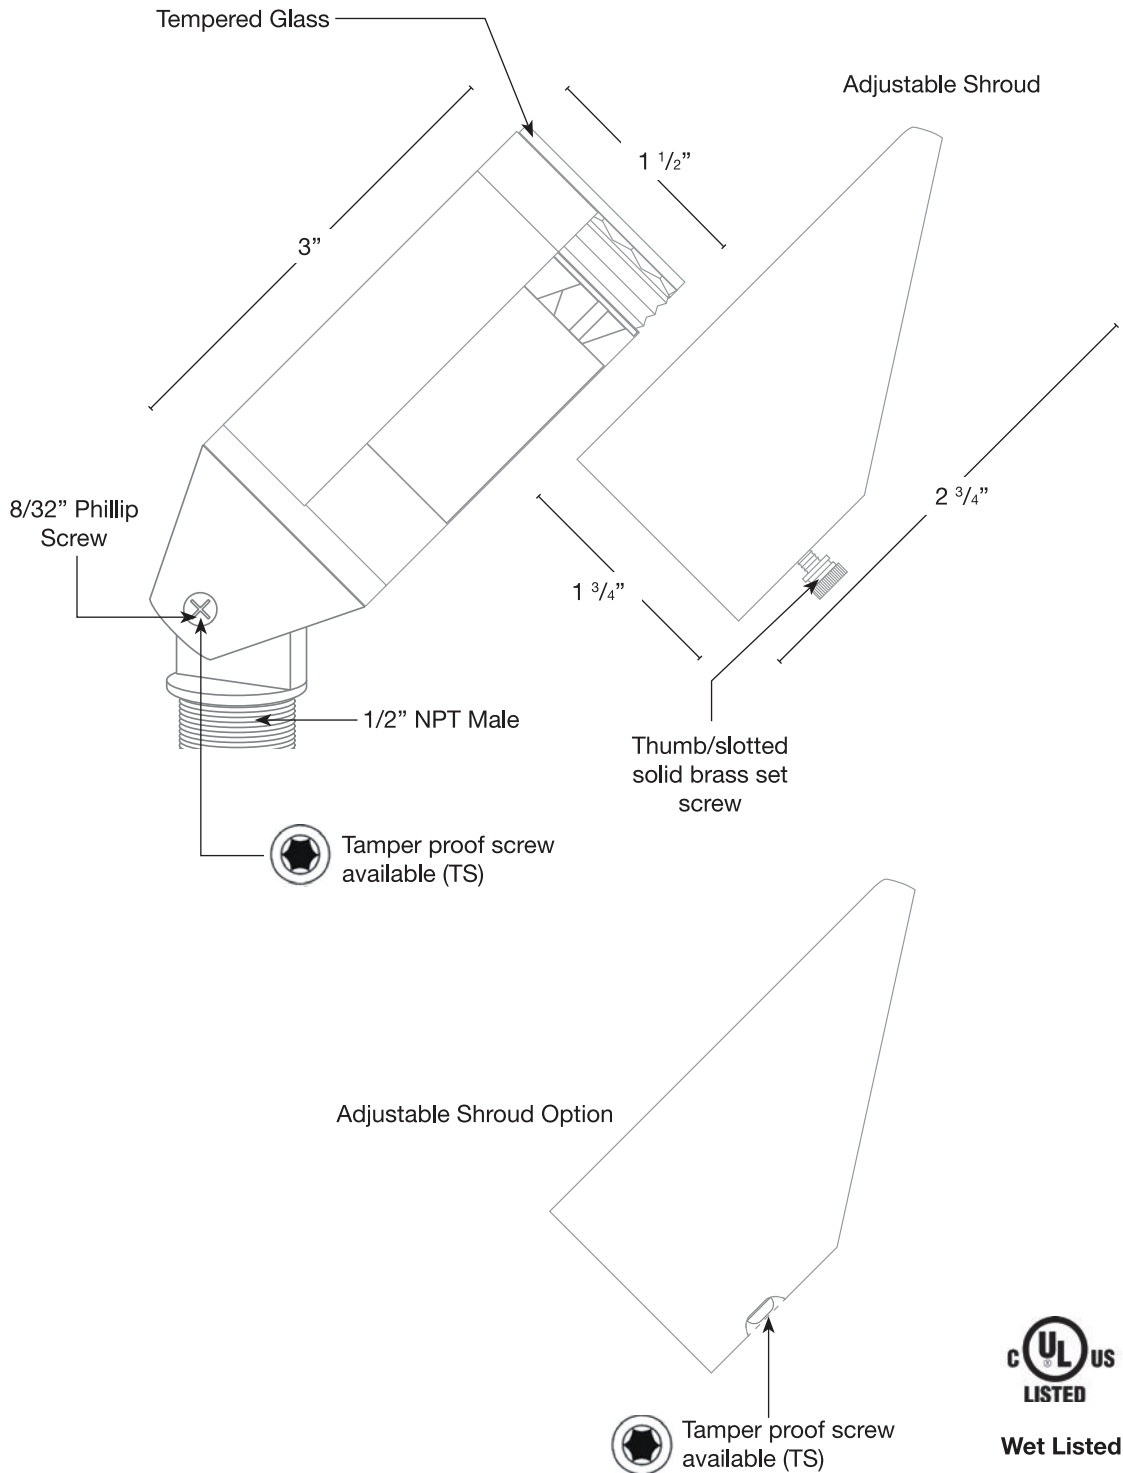 Tempered Glass
Adjustable Shroud
1 1/2”
3”
2 3/4”
8/32” Phillip
Screw
1 3/4”
1/2” NPT Male
Thumb/slotted
solid brass set
screw
Tamper proof screw
available (TS)
Adjustable Shroud Option
C UL® US
LISTED
Tamper proof screw
available (TS)
Wet Listed